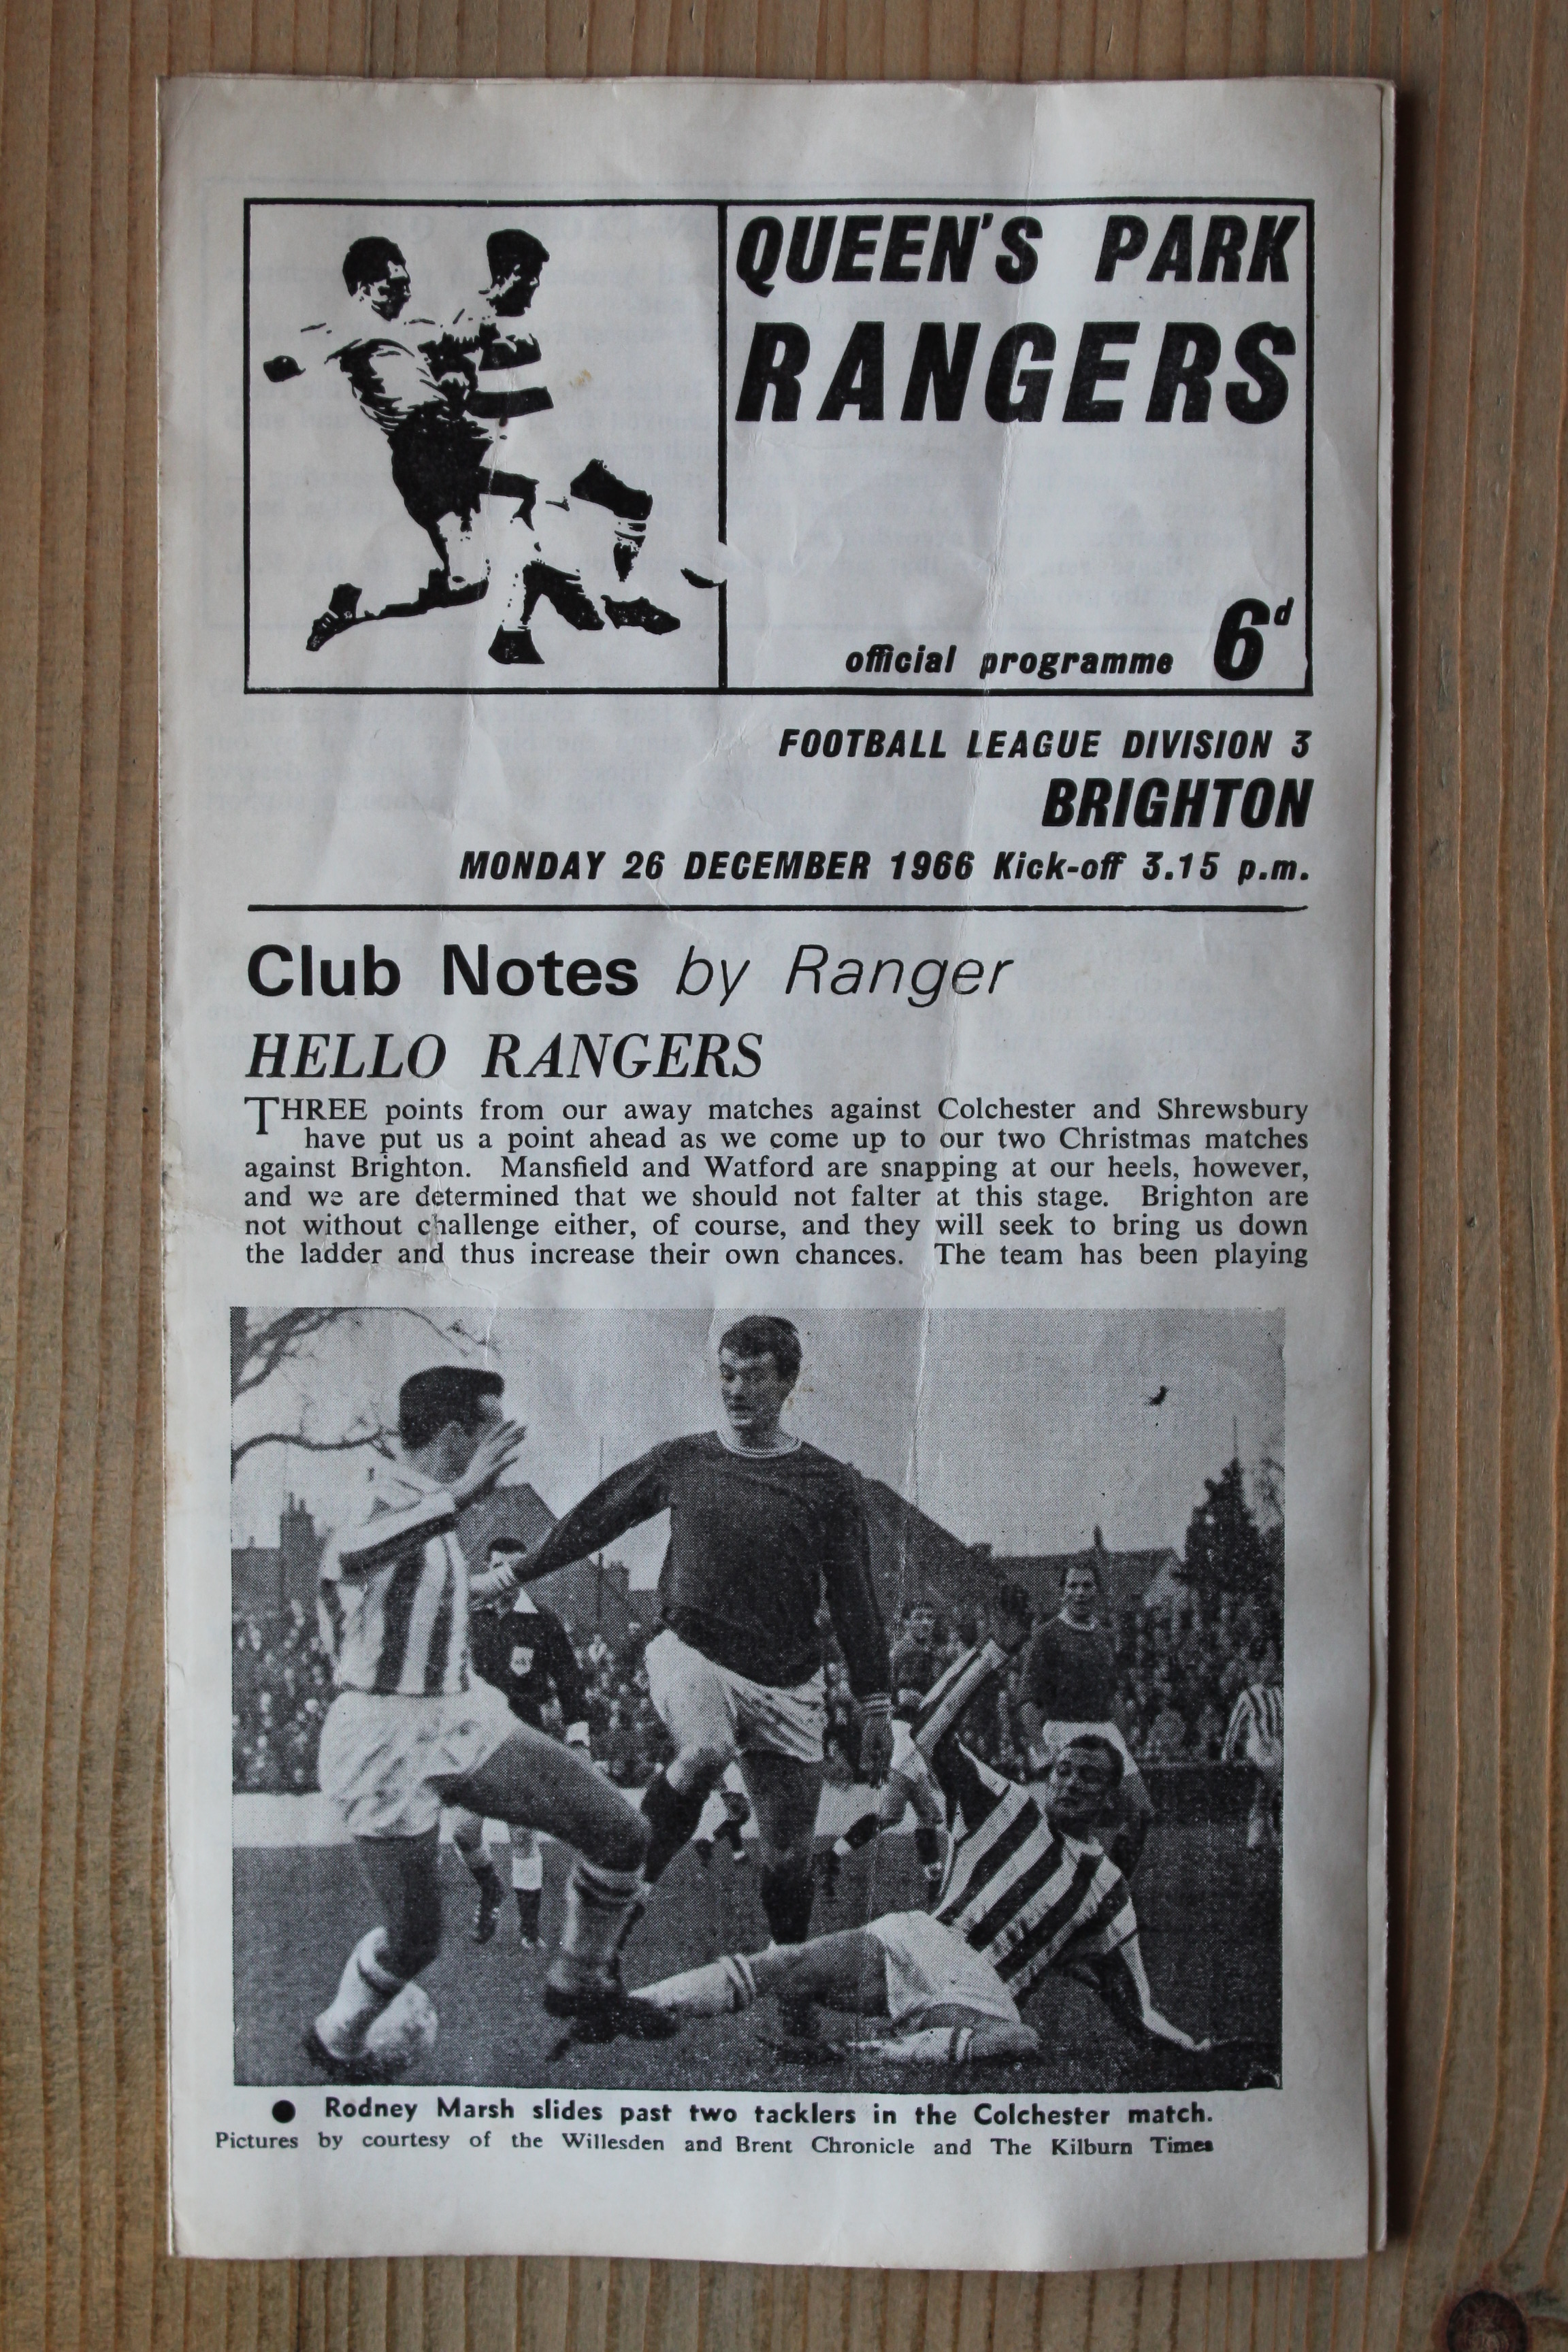 QUEEN'S PARK
RANGERS
official programme 6d
FOOTBALL LEAGUE DIVISION 3
BRIGHTON
MONDAY 26 DECEMBER 1966 Kick-off 3.15 p.m.
Club Notes by Ranger
HELLO RANGERS
THREE points from our away matches against Colchester and Shrewsbury
have put us a point ahead as we come up to our two Christmas matches
against Brighton. Mansfield and Watford are snapping at our heels, however,
and we are determined that we should not falter at this stage. Brighton are
not without challenge either, of course, and they will seek to bring us down
the ladder and thus increase their own chances. The team has been playing
● Rodney Marsh slides past two tacklers in the Colchester match.
Pictures by courtesy of the Willesden and Brent Chronicle and The Kilburn Times